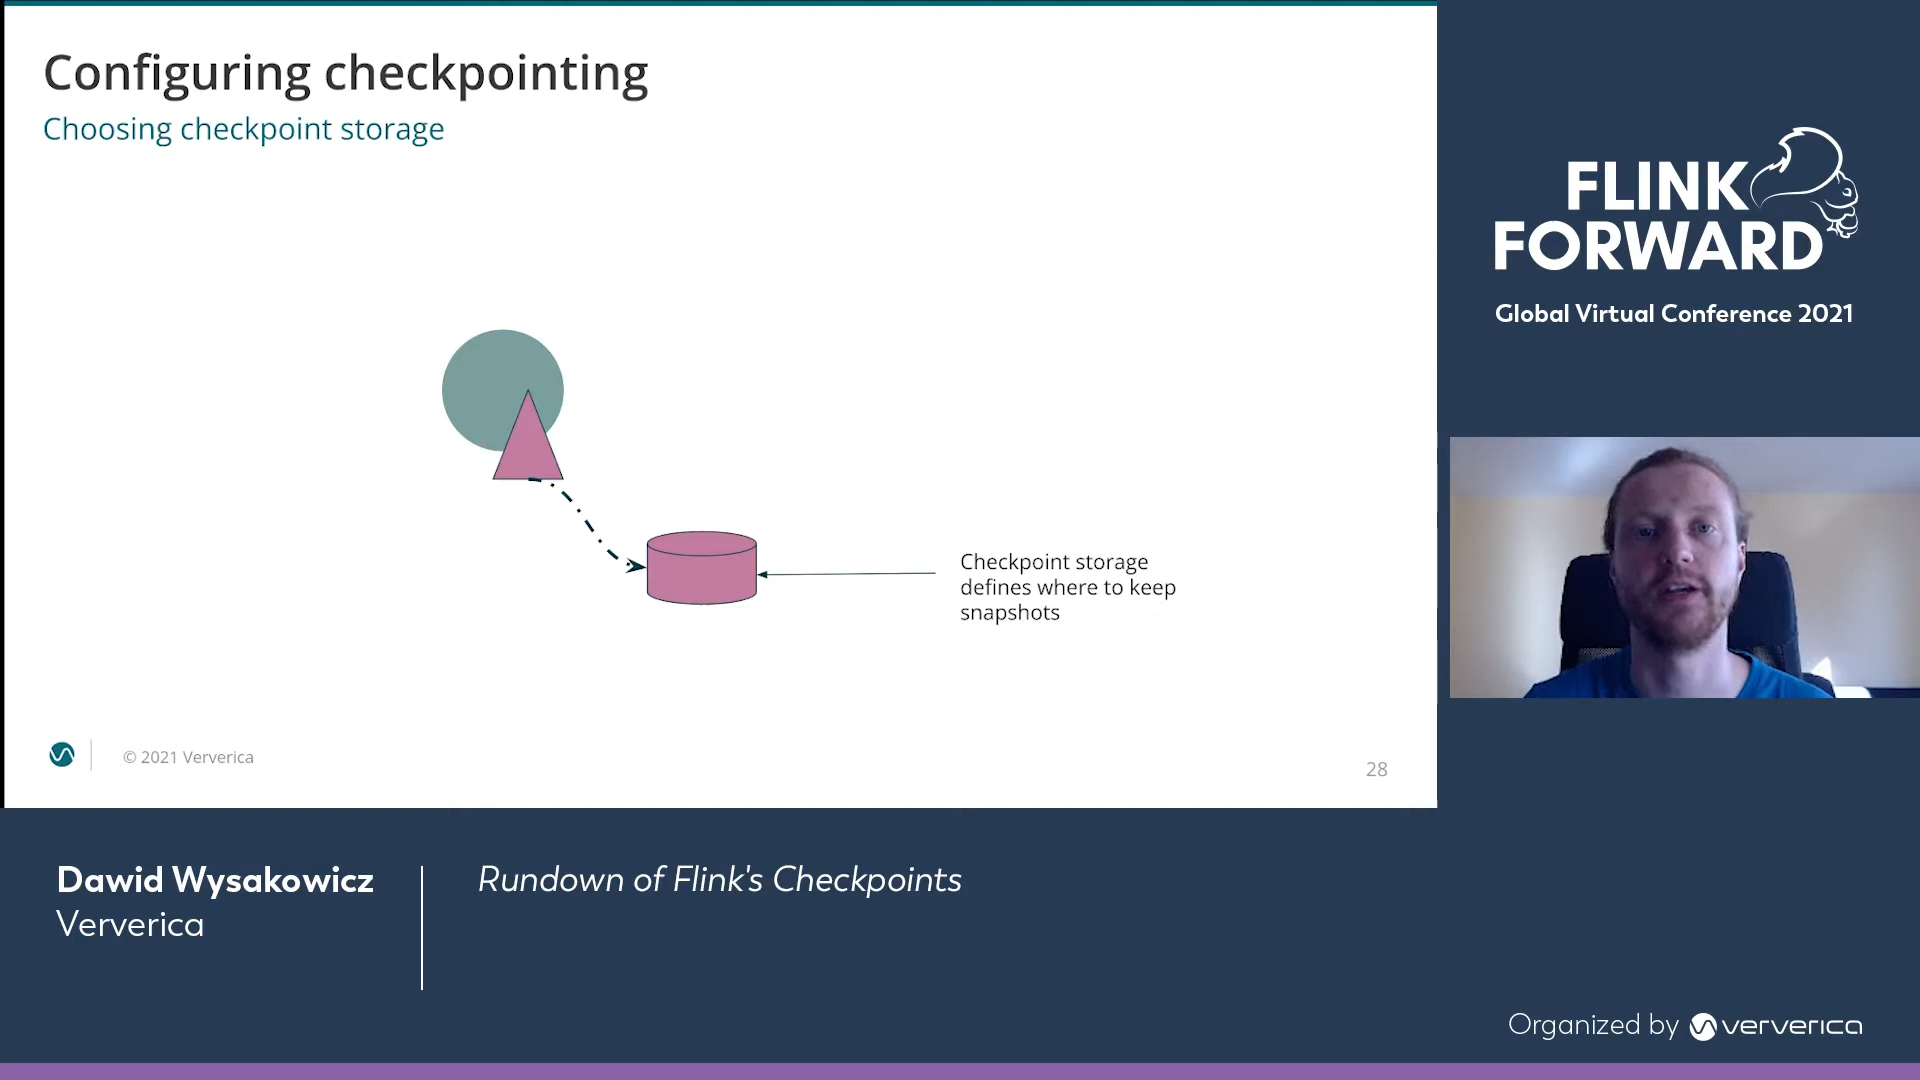 Configuring checkpointing
Choosing checkpoint storage
Checkpoint storage
defines where to keep
snapshots
© 2021 Ververica
28
FLINK
FORWARD
Global Virtual Conference 2021
Dawid Wysakowicz
Ververica
Rundown of Flink's Checkpoints
Organized by ververica